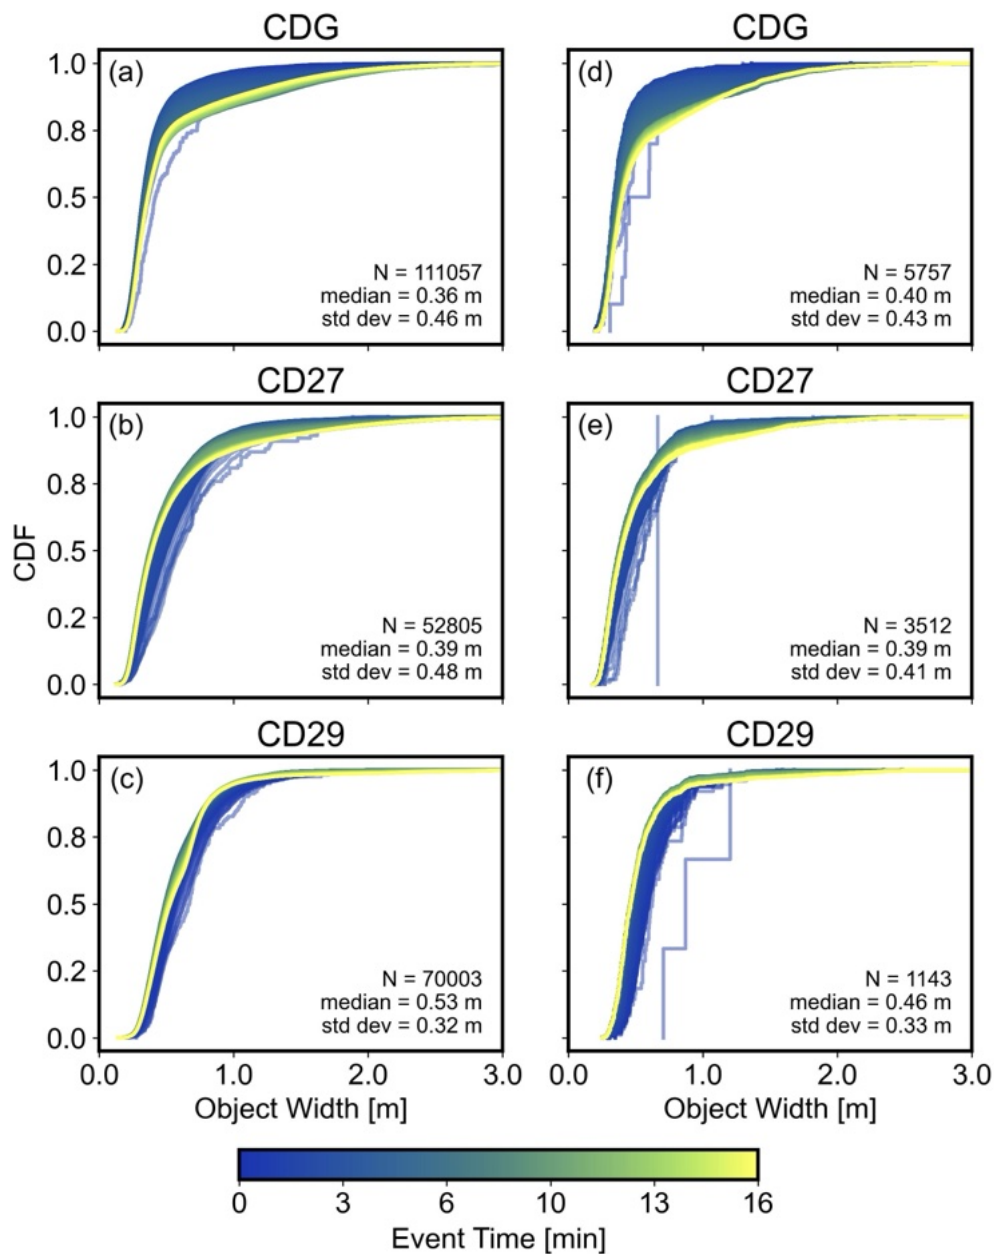 CDG
CDG
1.0
0.8
0.5
0.2
0.0
(a)
N = 111057
median = 0.36 m
std dev = 0.46 m
(d)
N = 5757
median = 0.40 m
std dev = 0.43 m
CD27
CD27
CDF
1.0
0.8
0.5
0.2
0.0
(b)
N = 52805
median = 0.39 m
std dev = 0.48 m
(e)
N = 3512
median = 0.39 m
std dev = 0.41 m
CD29
CD29
1.0
0.8
0.5
0.2
0.0
(c)
N = 70003
median = 0.53 m
std dev = 0.32 m
(f)
N = 1143
median = 0.46 m
std dev = 0.33 m
0.0 1.0 2.0 3.0
Object Width [m]
0.0 1.0 2.0 3.0
Object Width [m]
0 3 6 10 13 16
Event Time [min]